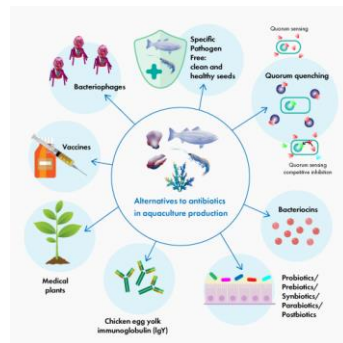 Specific
Pathogen
Free:
clean and
healthy seeds
Quorum sensing
Quorum quenching
Quorum sensing
competitive inhibition
Bacteriophages
Vaccines
Alternatives to antibiotics
in aquaculture production
Bacteriocins
Medical
plants
Chicken egg yolk
immunoglobulin (IgY)
Probiotics/
Prebiotics/
Synbiotics/
Parabiotics/
Postbiotics